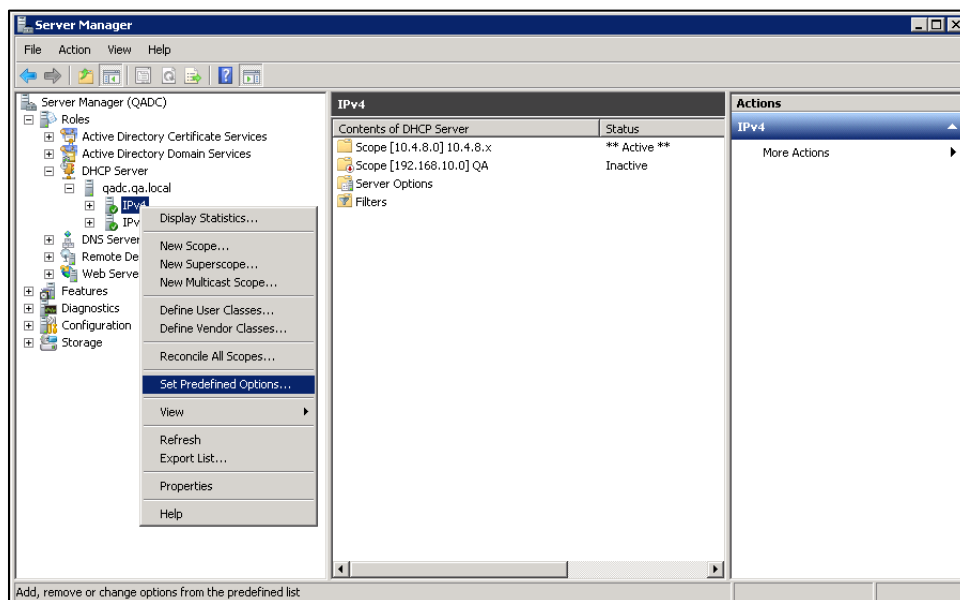 Server Manager
File Action View Help
Server Manager (QADC)
Roles
Active Directory Certificate Services
Active Directory Domain Services
DHCP Server
qadc.qa.local
IPv4
IPv
DNS Server
Remote De
Web Serve
Features
Diagnostics
Configuration
Storage
Display Statistics...
New Scope...
New Superscope...
New Multicast Scope...
Define User Classes...
Define Vendor Classes...
Reconcile All Scopes...
Set Predefined Options...
View
Refresh
Export List...
Properties
Help
IPv4
Contents of DHCP Server Status
Scope [10.4.8.0] 10.4.8.x ** Active **
Scope [192.168.10.0] QA Inactive
Server Options
Filters
Actions
IPv4
More Actions
Add, remove or change options from the predefined list